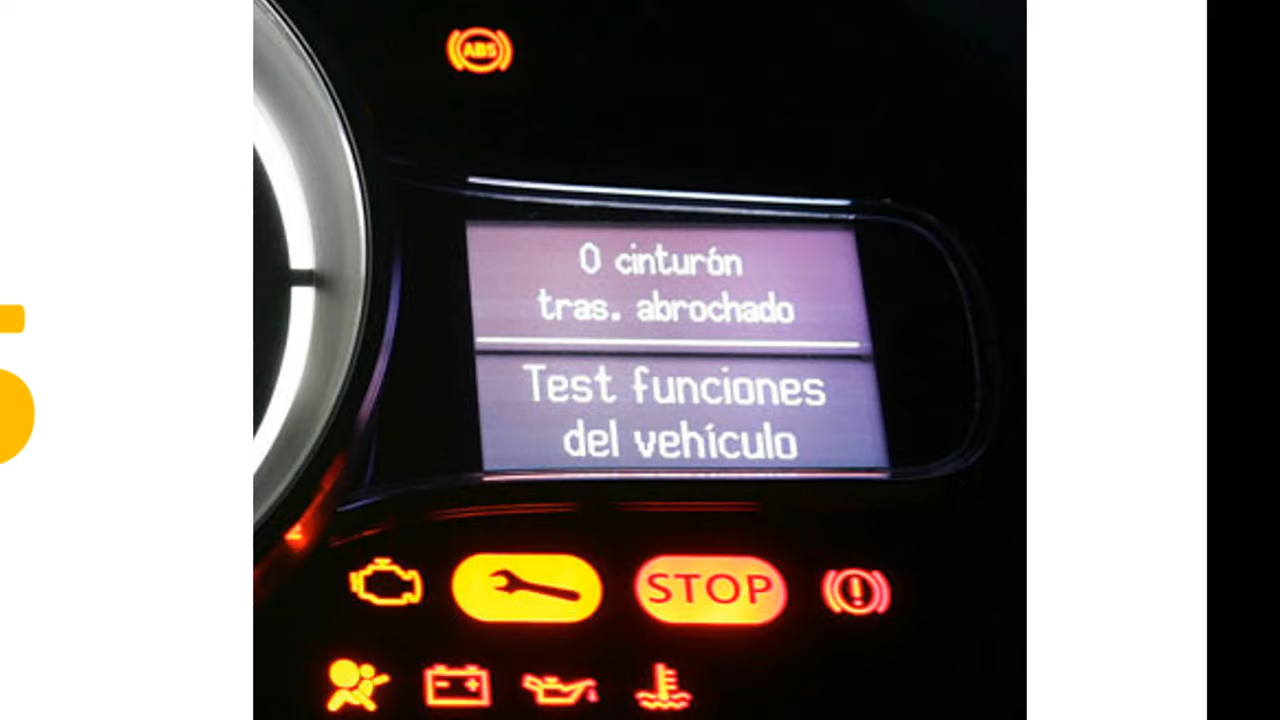 ABS
0 cinturón
tras. abrochado
Test funciones
del vehículo
STOP